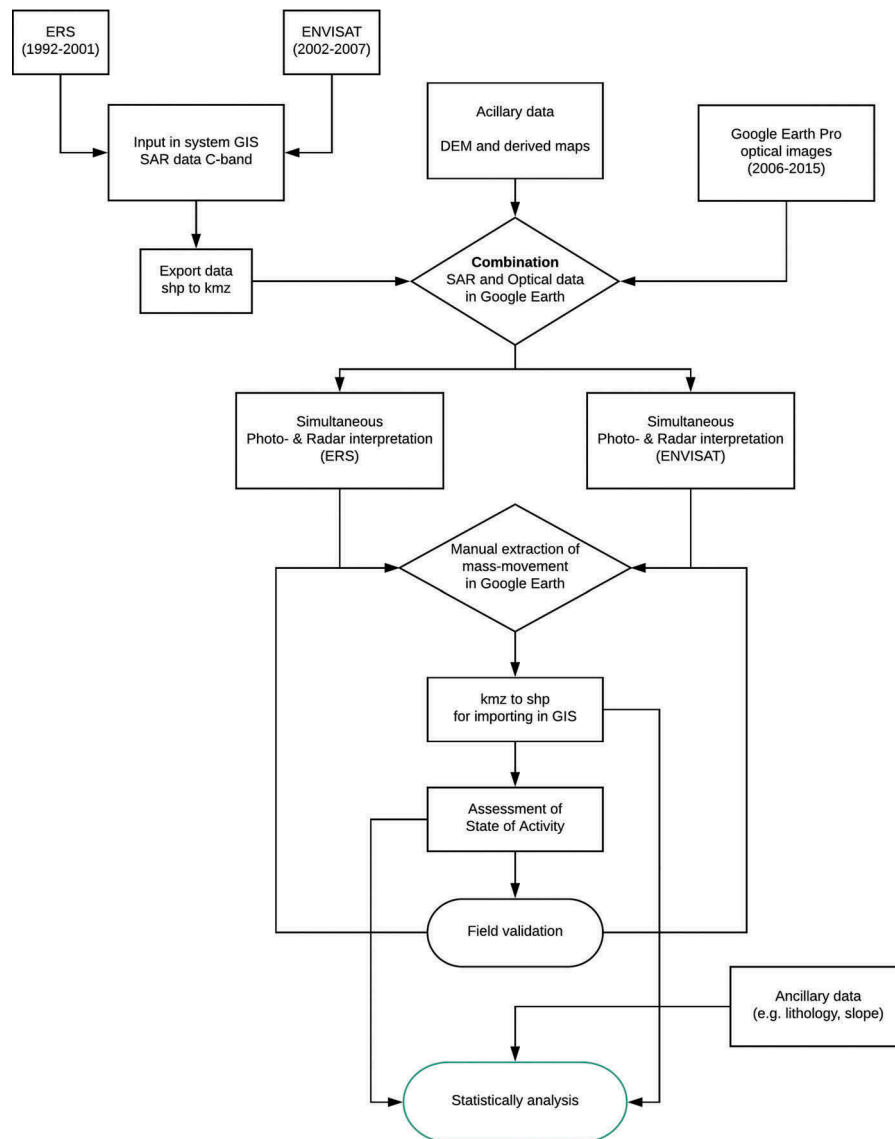 ERS
(1992-2001)
ENVISAT
(2002-2007)
Input in system GIS
SAR data C-band
Acillary data
DEM and derived maps
Google Earth Pro
optical images
(2006-2015)
Export data
shp to kmz
Combination
SAR and Optical data
in Google Earth
Simultaneous
Photo- & Radar interpretation
(ERS)
Simultaneous
Photo- & Radar interpretation
(ENVISAT)
Manual extraction of
mass-movement
in Google Earth
kmz to shp
for importing in GIS
Assessment of
State of Activity
Field validation
Ancillary data
(e.g. lithology, slope)
Statistically analysis